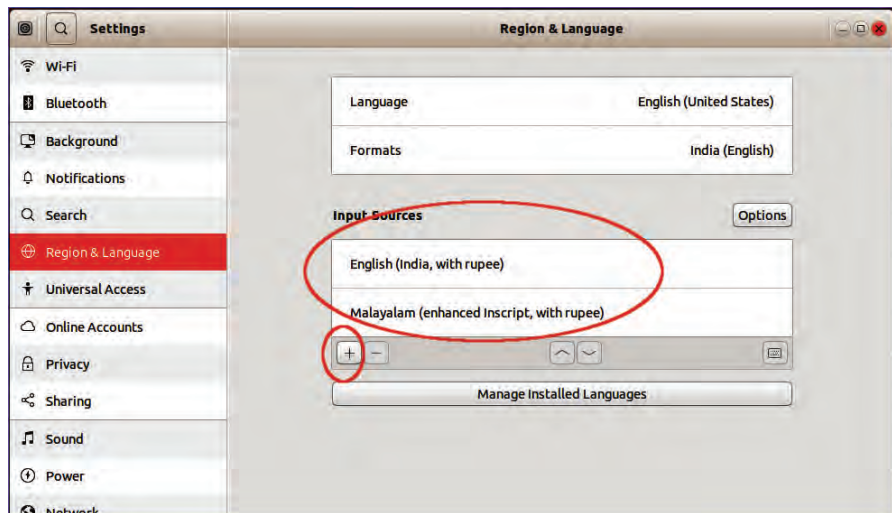 Settings
Region & Language
Wi-Fi
Bluetooth
Background
Notifications
Search
Region & Language
Universal Access
Online Accounts
Privacy
Sharing
Sound
Power
Network
Language English (United States)
Formats India (English)
Input Sources Options
English (India, with rupee)
Malayalam (enhanced Inscript, with rupee)
Manage Installed Languages